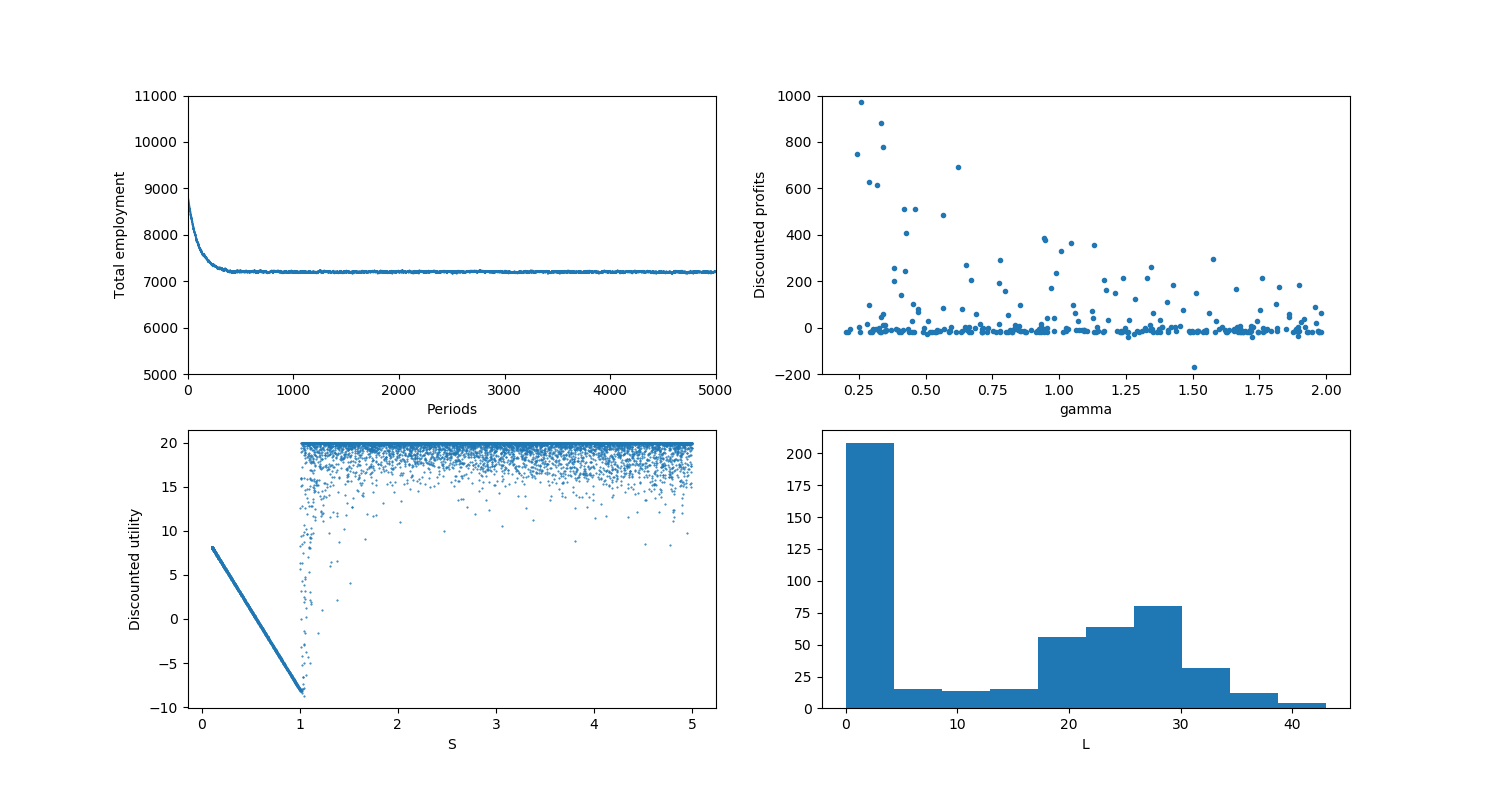 11000
10000
9000
8000
7000
6000
5000
Total employment
0 1000 2000 3000 4000 5000
Periods
1000
800
600
400
200
0
−200
Discounted profits
0.25 0.50 0.75 1.00 1.25 1.50 1.75 2.00
gamma
20
15
10
5
0
−5
−10
Discounted utility
0 1 2 3 4 5
S
200
175
150
125
100
75
50
25
0
0 10 20 30 40
L